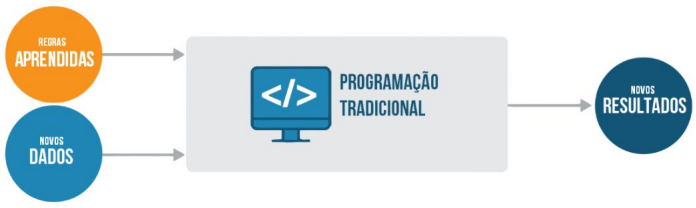 REGRAS
APRENDIDAS
NOVOS
DADOS
</>
PROGRAMAÇÃO
TRADICIONAL
NOVOS
RESULTADOS